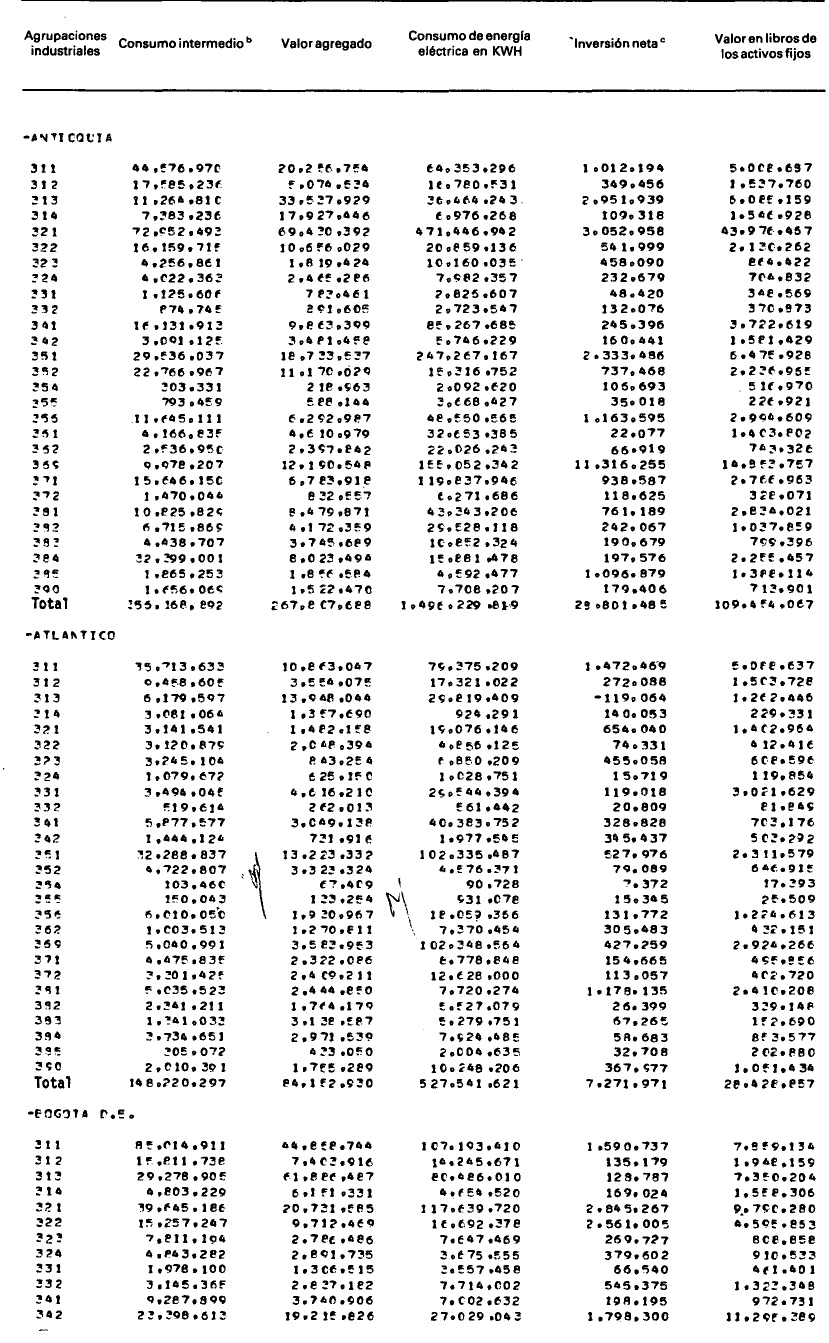 Agrupaciones industriales Consumo intermedio b Valor agregado Consumo de energía eléctrica en KWH Inversión neta c Valor en libros de los activos fijos
-ANTIOQUIA
311 44.576.970 20.256.754 64.353.296 1.012.194 5.008.697
312 17.585.236 5.074.534 16.780.531 349.456 1.537.760
313 11.264.810 33.537.929 36.464.243 2.951.939 6.085.159
314 7.383.236 17.927.446 6.976.268 109.318 1.546.928
321 72.952.493 69.430.392 471.446.942 3.052.958 43.976.467
322 16.159.715 10.656.029 20.859.136 541.999 2.130.262
323 4.256.861 1.819.424 10.160.035 458.090 864.422
324 4.022.363 2.465.286 7.982.357 232.679 704.832
331 1.125.606 782.461 2.825.607 48.420 348.569
332 874.745 291.605 2.723.547 132.076 370.973
341 16.131.913 9.863.399 85.267.685 245.396 3.722.619
342 3.091.125 3.481.458 5.746.229 160.441 1.581.429
351 29.536.037 18.733.537 247.267.167 2.333.486 6.475.928
352 22.766.967 11.170.029 15.316.752 737.468 2.236.965
354 303.331 218.963 2.092.620 106.693 516.970
355 793.459 588.144 3.668.427 35.018 226.921
356 11.645.111 6.292.987 48.550.565 1.163.595 2.994.609
361 4.166.835 4.610.979 32.653.385 22.077 1.403.802
362 2.536.950 2.397.842 22.026.243 66.919 743.326
369 9.978.207 12.190.548 155.052.342 11.316.255 14.853.757
371 15.646.150 6.783.918 119.837.946 938.587 2.766.963
372 1.470.044 832.557 6.271.686 118.625 328.071
381 10.825.829 8.479.871 43.343.206 761.189 2.834.021
382 6.715.869 4.172.359 29.528.118 242.067 1.037.859
383 4.438.707 3.745.689 10.852.324 190.679 799.396
384 32.399.001 8.023.494 15.881.478 197.576 2.255.457
385 1.865.253 1.856.584 4.592.477 1.096.879 1.388.114
390 1.656.069 1.522.470 7.708.207 179.406 713.901
Total 355.168.892 267.807.688 1.496.229.819 29.801.485 109.454.067
-ATLANTICO
311 35.713.633 10.863.047 79.375.209 1.472.469 5.088.637
312 9.458.605 3.554.075 17.321.022 272.088 1.503.728
313 6.179.597 13.948.044 29.819.409 -119.064 1.262.446
314 3.081.064 1.357.690 924.291 140.053 229.331
321 3.141.541 1.482.158 19.076.146 654.040 1.402.964
322 3.120.879 2.048.394 4.856.125 74.331 412.416
323 3.245.104 843.254 6.850.209 455.058 608.596
324 1.079.672 625.150 1.028.751 15.719 119.854
331 3.494.045 4.616.210 29.544.394 119.018 3.021.629
332 519.614 262.013 561.442 20.809 81.849
341 5.877.577 3.049.138 40.383.752 328.828 703.176
342 1.444.124 731.916 1.977.545 345.437 503.292
351 32.288.837 13.223.332 102.335.487 527.976 2.311.579
352 4.722.807 3.323.324 4.576.371 79.089 646.915
354 103.460 67.409 90.728 7.372 17.393
355 150.043 133.254 931.078 15.345 25.509
356 6.010.050 1.930.967 18.059.366 131.772 1.224.613
362 1.003.513 1.270.811 7.370.454 305.483 432.151
369 5.040.991 3.583.953 102.348.564 427.259 2.924.266
371 4.475.835 2.322.086 6.778.848 154.665 495.856
372 3.301.425 2.409.211 12.628.000 113.057 402.720
381 5.035.523 2.444.850 7.720.274 1.178.135 2.410.208
382 2.341.211 1.764.179 5.527.079 26.399 339.148
383 1.341.033 3.138.587 5.279.751 67.265 152.690
384 3.734.651 2.971.539 7.924.485 58.683 853.577
385 305.072 433.050 2.004.635 32.708 202.880
390 2.010.391 1.755.289 10.248.206 367.977 1.051.434
Total 148.220.297 84.152.930 527.541.621 7.271.971 28.428.857
-BOGOTA D.E.
311 85.014.911 44.858.744 107.193.410 1.590.737 7.859.134
312 15.811.738 7.403.916 14.245.671 135.179 1.948.159
313 29.278.905 61.886.487 80.486.010 128.787 7.350.204
314 4.803.229 6.151.331 4.654.520 169.024 1.558.306
321 39.645.186 20.731.585 117.639.720 2.845.267 9.790.280
322 15.257.247 9.712.469 16.692.378 2.561.005 4.595.853
323 7.811.194 2.786.486 7.647.469 269.727 808.858
324 4.843.282 2.891.735 3.675.555 379.602 910.533
331 1.978.100 1.306.515 3.557.458 66.540 461.401
332 3.145.365 2.837.182 7.714.002 545.375 1.323.348
341 9.287.899 3.740.906 7.002.632 198.195 972.731
342 23.398.613 19.215.826 27.029.043 1.798.300 11.295.389